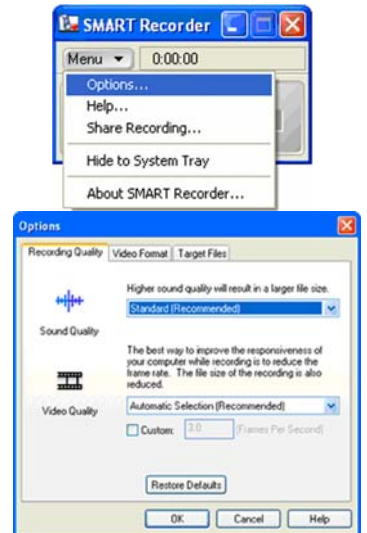 SMART Recorder
Menu 0:00:00
Options...
Help...
Share Recording...
Hide to System Tray
About SMART Recorder...
Options
Recording Quality Video Format Target Files
Higher sound quality will result in a larger file size.
Standard (Recommended)
Sound Quality
The best way to improve the responsiveness of
your computer while recording is to reduce the
frame rate. The file size of the recording is also
reduced.
Video Quality
Automatic Selection (Recommended)
Custom: 3.0 (Frames Per Second)
Restore Defaults
OK Cancel Help